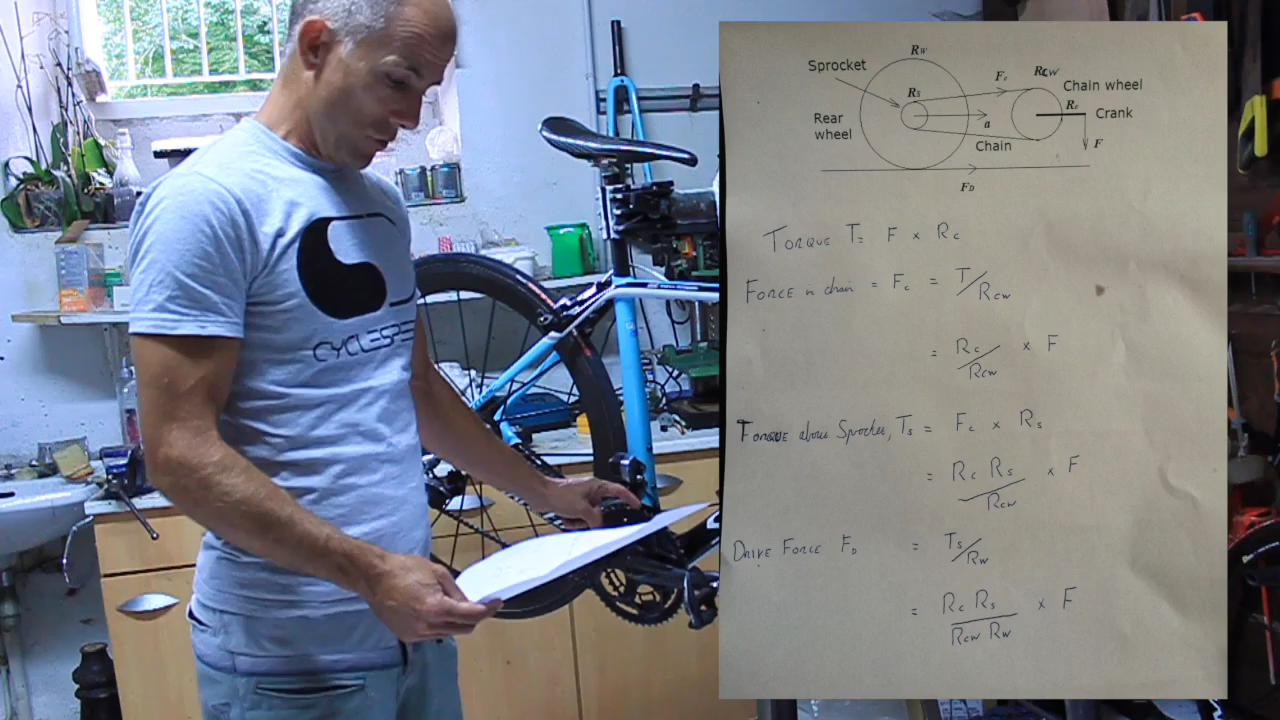 CYCLESPE
Rw
Sprocket
Fc
RCW
Rs
Chain wheel
Rc
Crank
Rear
wheel
a
Chain
F
FD
TORQUE T= F × Rc
FORCE in chain = Fc = T/Rcw
= Rc/Rcw × F
TORQUE above Sprocket, Ts = Fc × Rs
= Rc Rs/Rcw × F
DRIVE FORCE FD = Ts/Rw
= Rc Rs/Rcw Rw × F